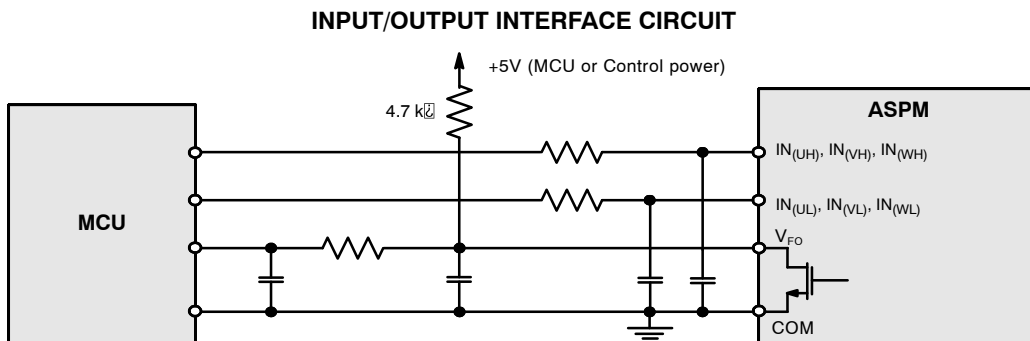 INPUT/OUTPUT INTERFACE CIRCUIT
+5V (MCU or Control power)
4.7 k
ASPM
IN(UH), IN(VH), IN(WH)
IN(UL), IN(VL), IN(WL)
MCU
VFO
COM